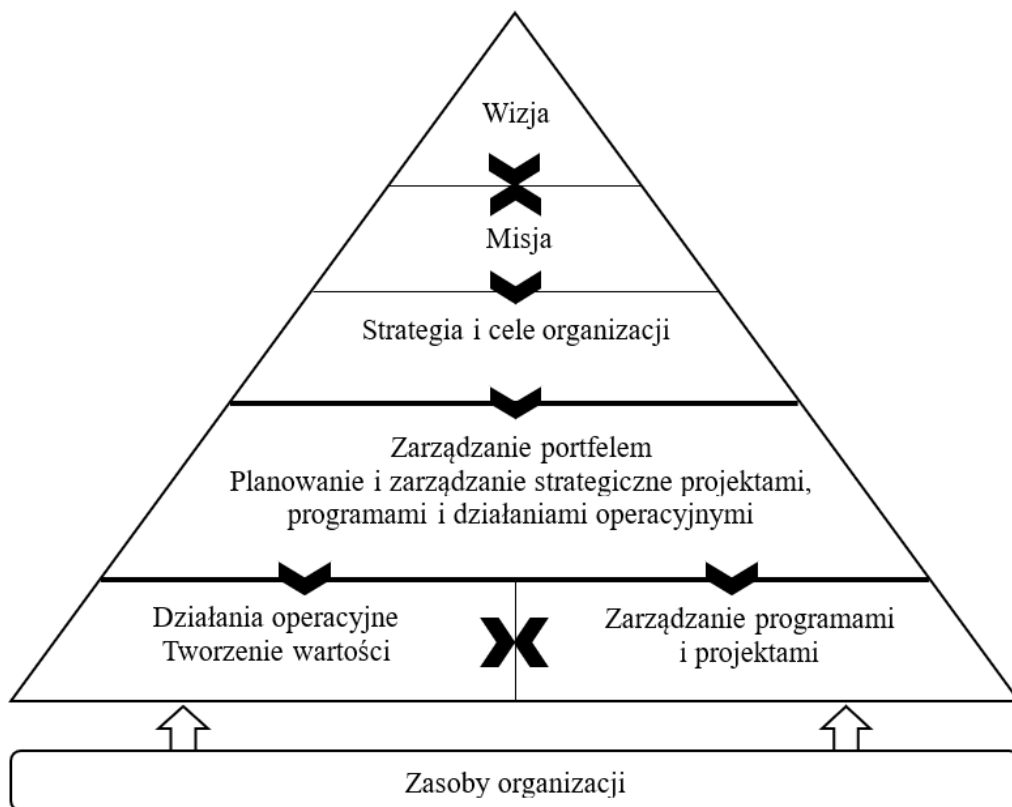 Wizja
Misja
Strategia i cele organizacji
Zarządzanie portfelem
Planowanie i zarządzanie strategiczne projektami,
programami i działaniami operacyjnymi
Działania operacyjne
Tworzenie wartości
Zarządzanie programami
i projektami
Zasoby organizacji